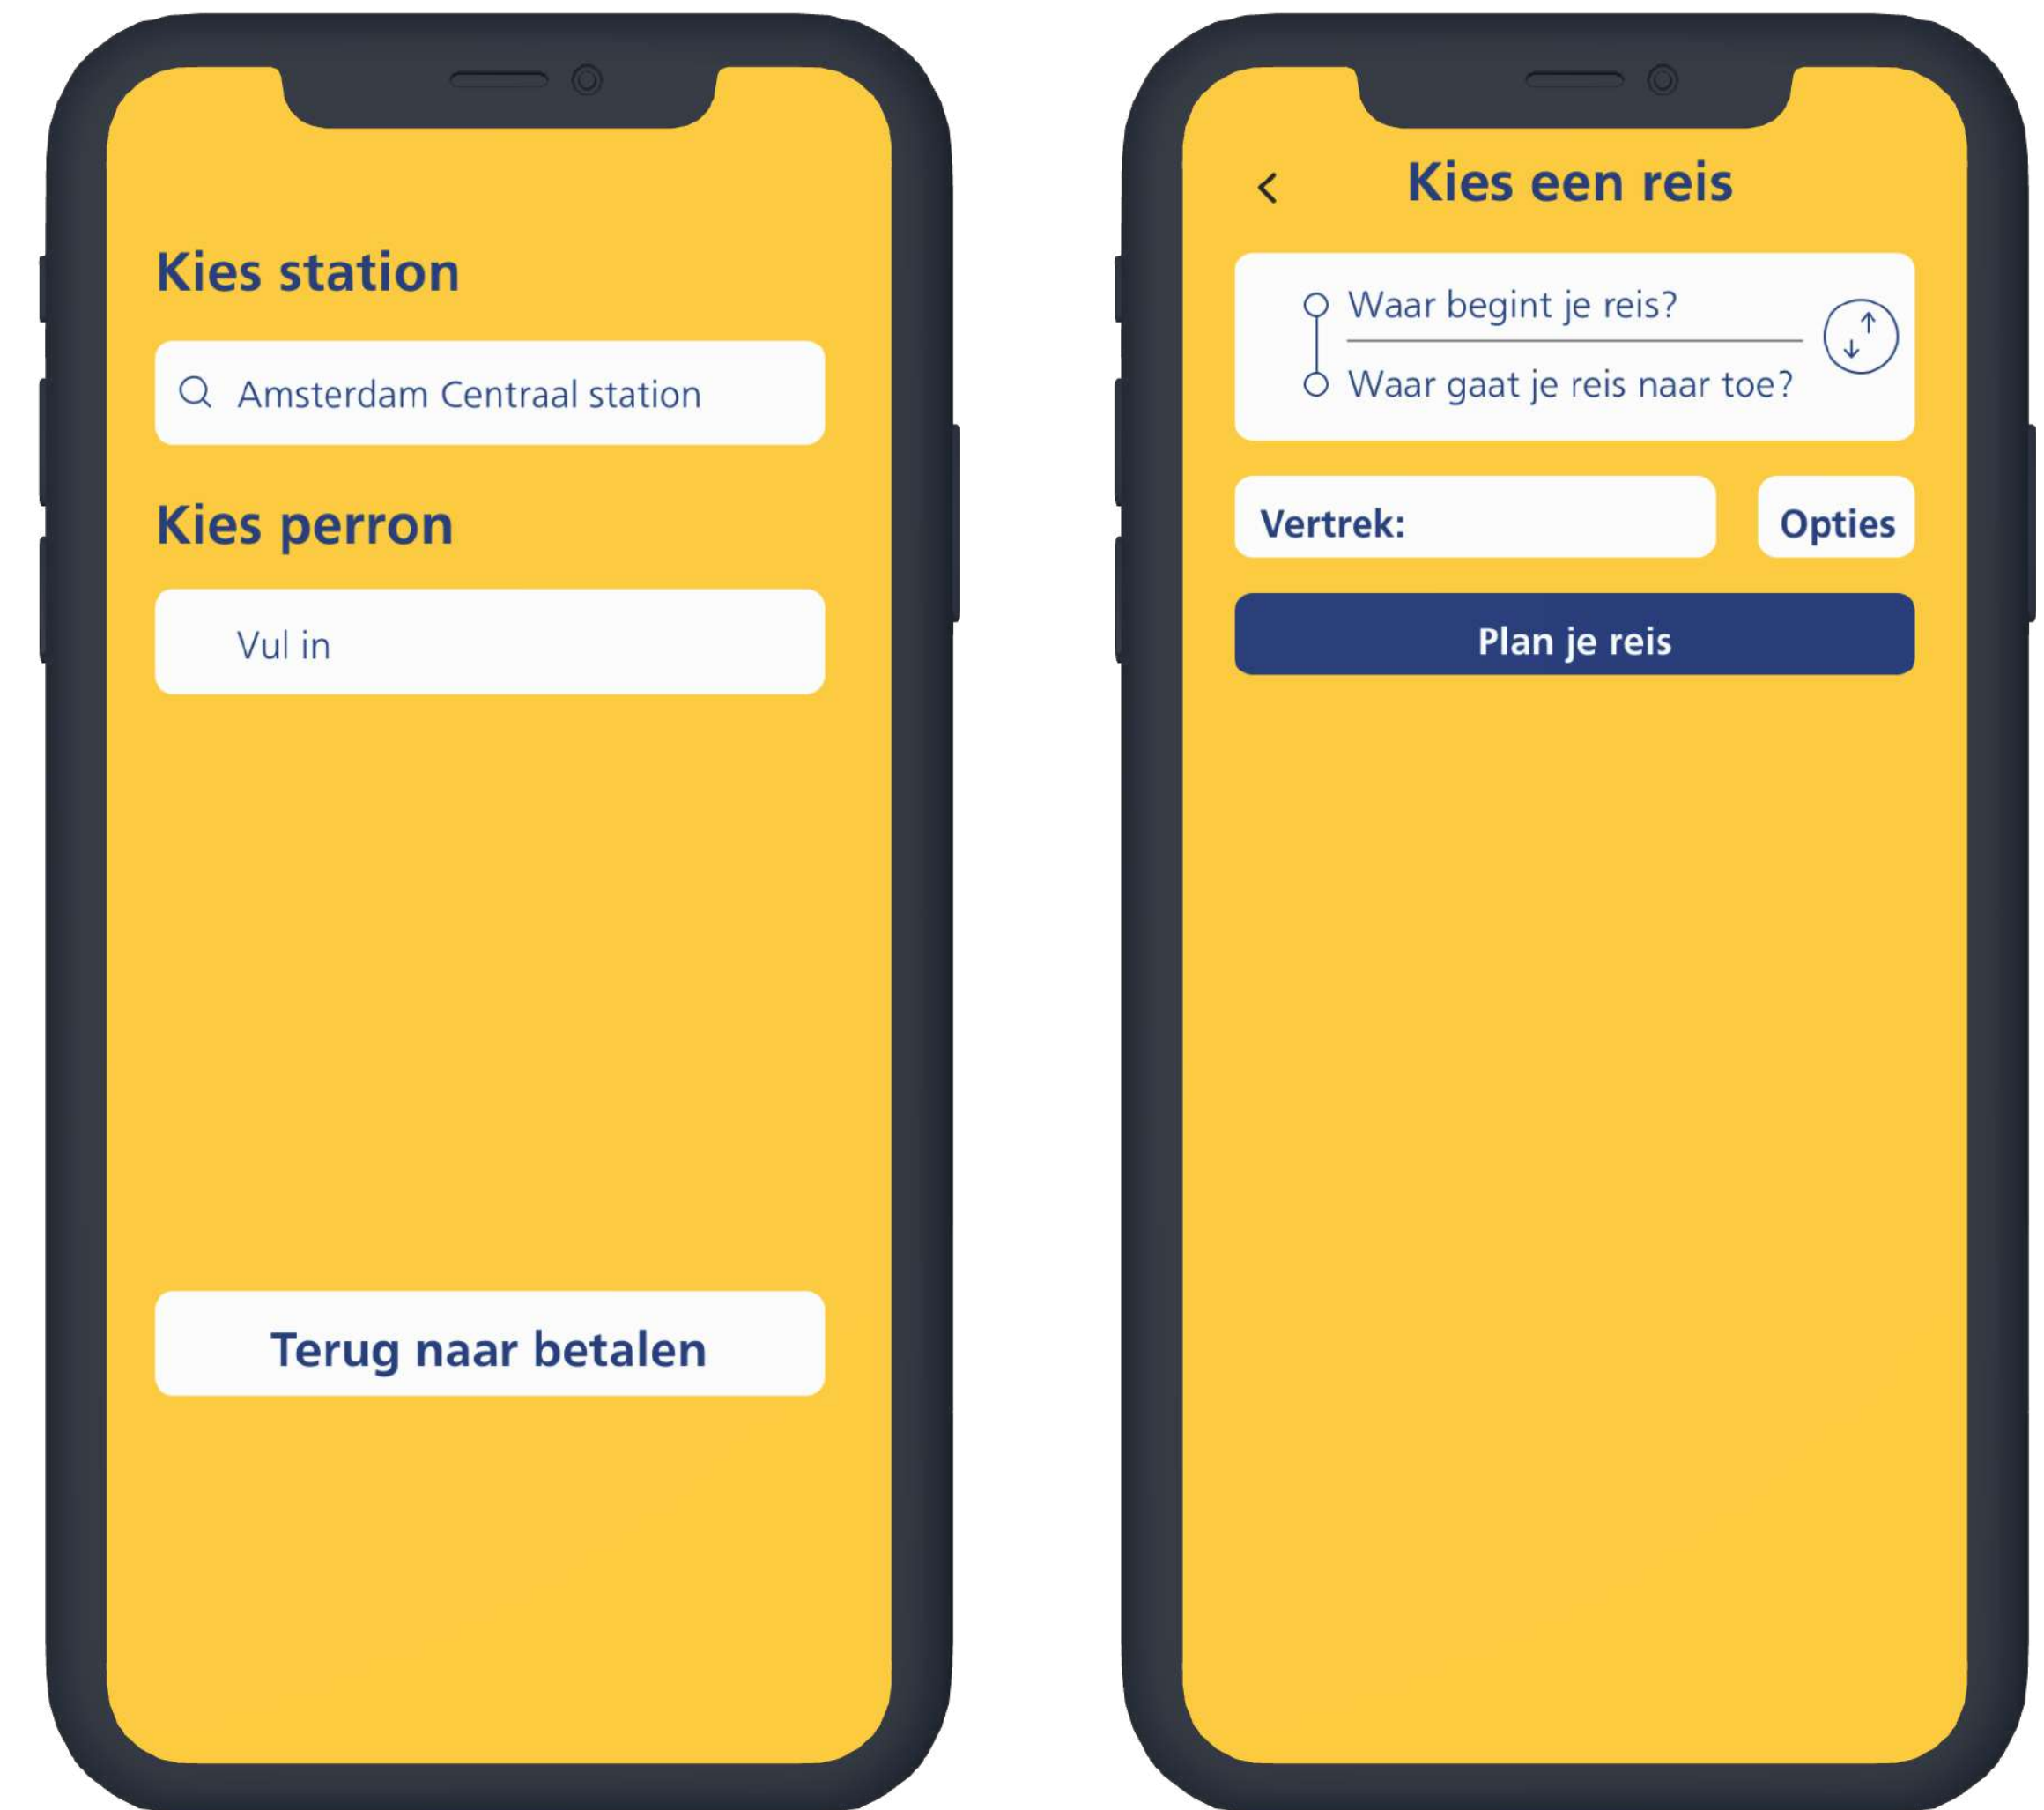 Kies station
Amsterdam Centraal station
Kies perron
Vul in
Terug naar betalen
Kies een reis
Waar begint je reis?
Waar gaat je reis naar toe?
Vertrek:
Opties
Plan je reis